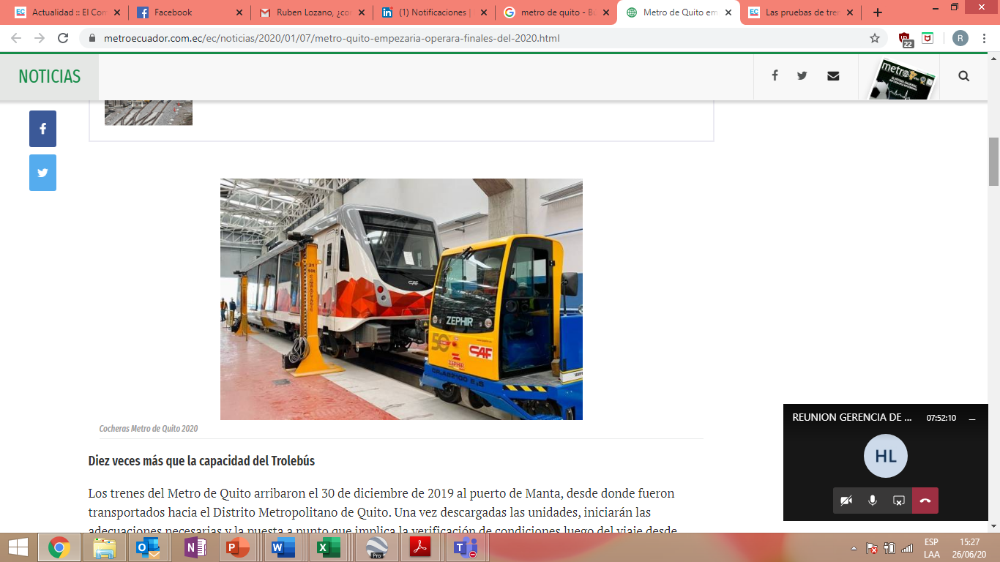 Actualidad :: El Com
Facebook
Ruben Lozano, ¿co
(1) Notificaciones |
metro de quito - Bú
Metro de Quito em
Las pruebas de tre
metroecuador.com.ec/ec/noticias/2020/01/07/metro-quito-empezaria-operara-finales-del-2020.html
R
22
NOTICIAS
metro
21
CAF
ZEPHIR
50
CAF
ZEPHIR
Cocheras Metro de Quito 2020
Diez veces más que la capacidad del Trolebús
Los trenes del Metro de Quito arribaron el 30 de diciembre de 2019 al puerto de Manta, desde donde fueron
transportados hacia el Distrito Metropolitano de Quito. Una vez descargadas las unidades, iniciarán las
adecuaciones necesarias y la puesta a punto que implica la verificación de condiciones luego del viaje desde
REUNION GERENCIA DE ...
07:52:10
HL
Pro
ESP
LAA
15:27
26/06/20